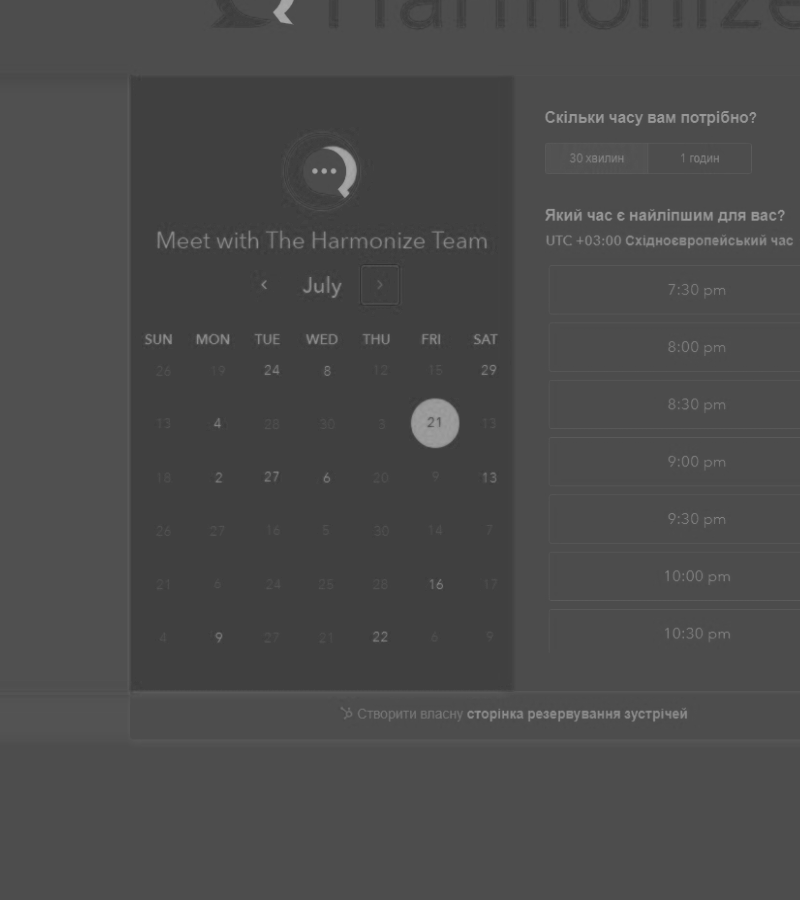 Harmonize
Meet with The Harmonize Team
July
SUN MON TUE WED THU FRI SAT
26 19 24 8 12 15 29
13 4 28 30 21 13
18 2 27 6 20 9 13
26 27 16 5 30 14 7
21 24 28 16 17
4 9 27 21 22 6 9
Скільки часу вам потрібно?
30 хвилин 1 годин
Який час є найліпшим для вас?
UTC +03:00 Східноєвропейський час
7:30 pm
8:00 pm
8:30 pm
9:00 pm
9:30 pm
10:00 pm
10:30 pm
Створити власну сторінка резервування зустрічей